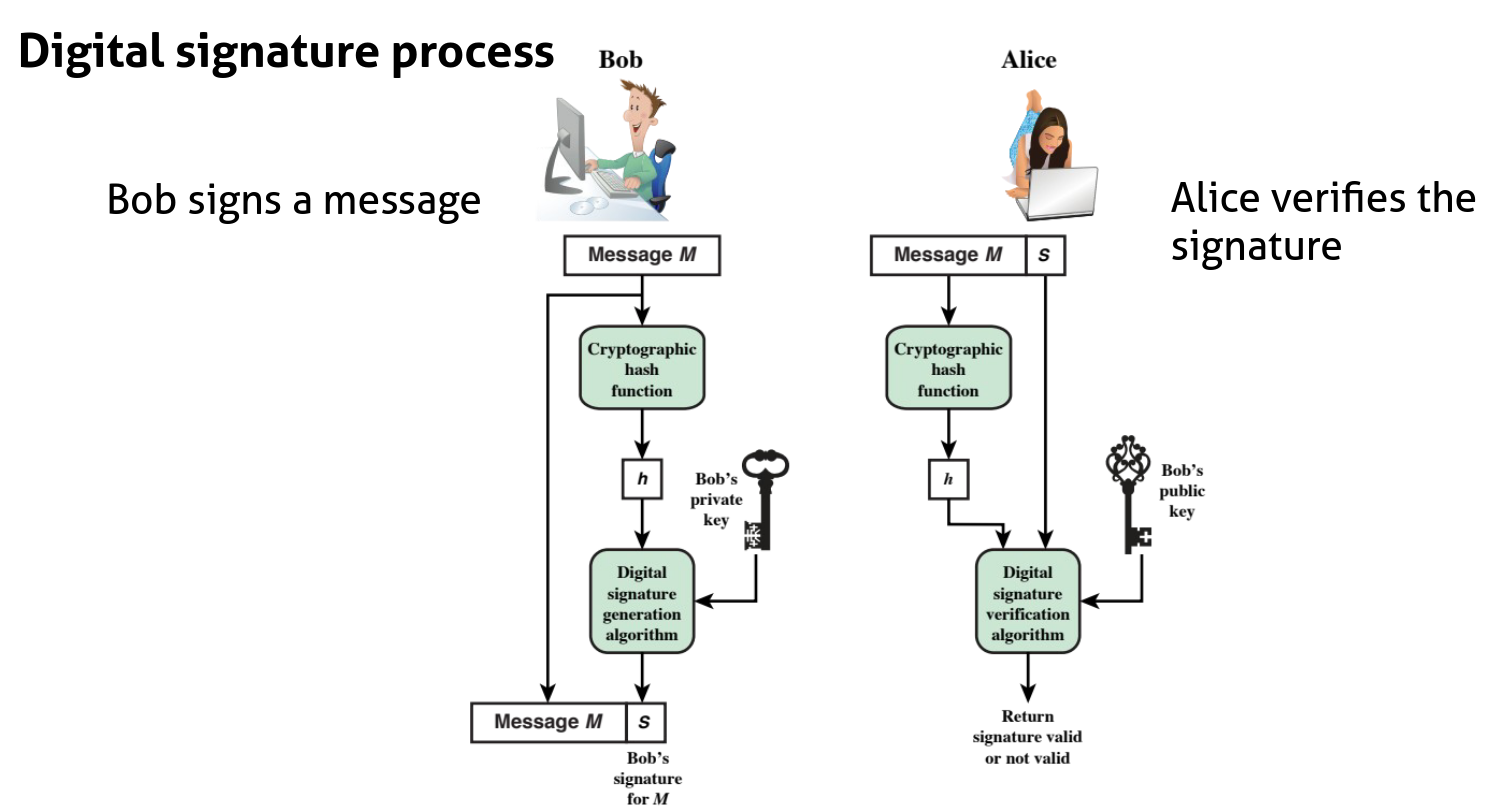 Digital signature process
Bob
Alice
Bob signs a message
Alice verifies the
signature
Message M
Cryptographic
hash
function
h
Bob's
private
key
Digital
signature
generation
algorithm
Message M
S
Bob's
signature
for M
Message M
S
Cryptographic
hash
function
h
Bob's
public
key
Digital
signature
verification
algorithm
Return
signature valid
or not valid